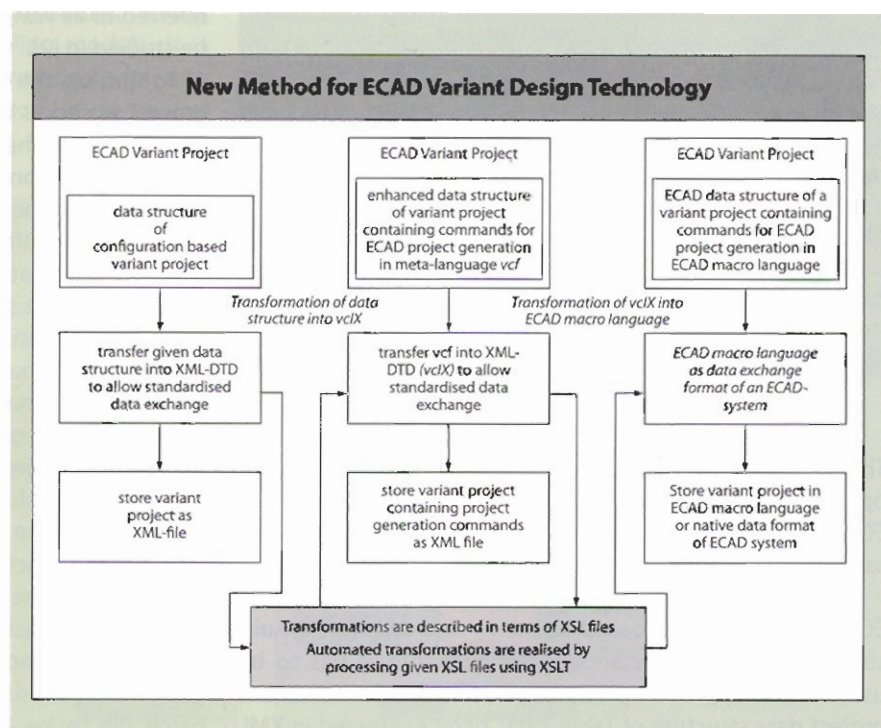 New Method for ECAD Variant Design Technology
ECAD Variant Project
data structure
of
configuration based
variant project
ECAD Variant Project
enhanced data structure
of variant project
containing commands for
ECAD project generation
in meta-language vcf
ECAD Variant Project
ECAD data structure of a
variant project containing
commands for ECAD
project generation in
ECAD macro language
Transformation of data
structure into vclX
Transformation of vclX into
ECAD macro language
transfer given data
structure into XML-DTD
to allow standardised
data exchange
transfer vcf into XML-
DTD (vclX) to allow
standardised data
exchange
ECAD macro language
as data exchange
format of an ECAD-
system
store variant
project as
XML-file
store variant project
containing project
generation commands
as XML file
Store variant project in
ECAD macro language
or native data format
of ECAD system
Transformations are described in terms of XSL files
Automated transformations are realised by
processing given XSL files using XSLT